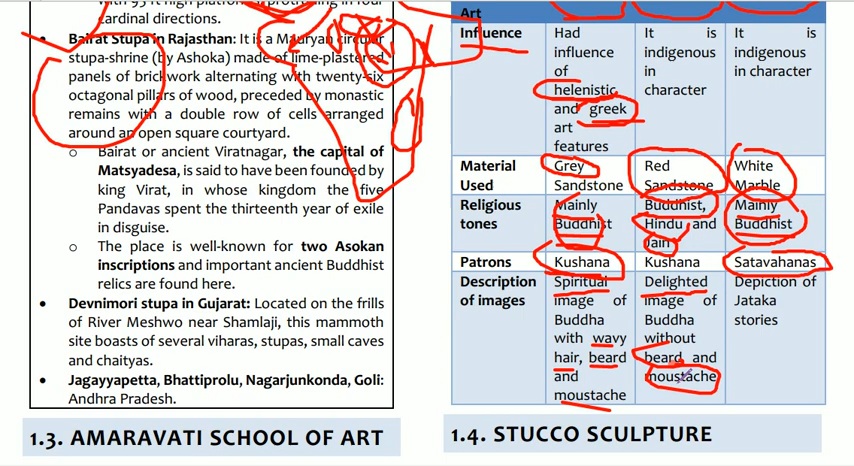 with 95 ft high platform protruding in four
cardinal directions.
• Bairat Stupa in Rajasthan: It is a Mauryan circular
stupa-shrine (by Ashoka) made of lime-plastered
panels of brickwork alternating with twenty-six
octagonal pillars of wood, preceded by monastic
remains with a double row of cells arranged
around an open square courtyard.
o Bairat or ancient Viratnagar, the capital of
Matsyadesa, is said to have been founded by
king Virat, in whose kingdom the five
Pandavas spent the thirteenth year of exile
in disguise.
o The place is well-known for two Asokan
inscriptions and important ancient Buddhist
relics are found here.
• Devnimori stupa in Gujarat: Located on the frills
of River Meshwo near Shamlaji, this mammoth
site boasts of several viharas, stupas, small caves
and chaityas.
• Jagayyapetta, Bhattiprolu, Nagarjunkonda, Goli:
Andhra Pradesh.
1.3. AMARAVATI SCHOOL OF ART
Art
Influence Had It is It is
influence indigenous indigenous
of in in character
helenistic character
and greek
art
features
Material Grey Red White
Used Sandstone Sandstone Marble
Religious Mainly Buddhist, Mainly
tones Buddhist Hindu and Buddhist
Jain
Patrons Kushana Kushana Satavahanas
Description Spiritual Delighted Depiction of
of images image of image of Jataka
Buddha Buddha stories
with wavy without
hair, beard beard and
and moustache
moustache
1.4. STUCCO SCULPTURE